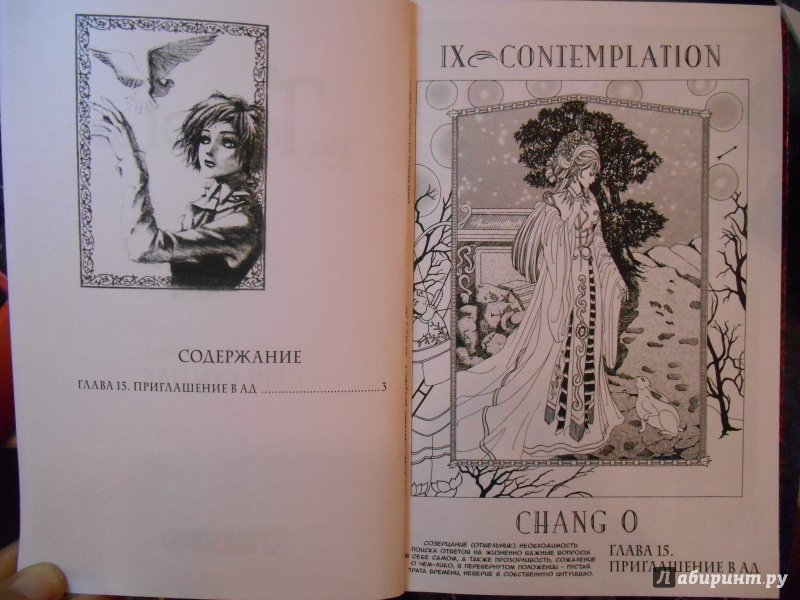 СОДЕРЖАНИЕ
ГЛАВА 15. ПРИГЛАШЕНИЕ В АД ..................................3
IX CONTEMPLATION
CHANG O
СОЗЕРЦАНИЕ (ОТШЕЛЬНИК). НЕОБХОДИМОСТЬ
ПОИСКА ОТВЕТОВ НА ЖИЗНЕННО ВАЖНЫЕ ВОПРОСЫ
В СЕБЕ САМОМ, А ТАКЖЕ ПРОЗОРЛИВОСТЬ, СОЖАЛЕНИЕ
О ЧЕМ-ЛИБО, В ПЕРЕВЕРНУТОМ ПОЛОЖЕНИИ - ПУСТАЯ
ТРАТА ВРЕМЕНИ, НЕВЕРИЕ В СОБСТВЕННУЮ ИНТУИЦИЮ.
ГЛАВА 15.
ПРИГЛАШЕНИЕ В АД
Лабиринт.ру